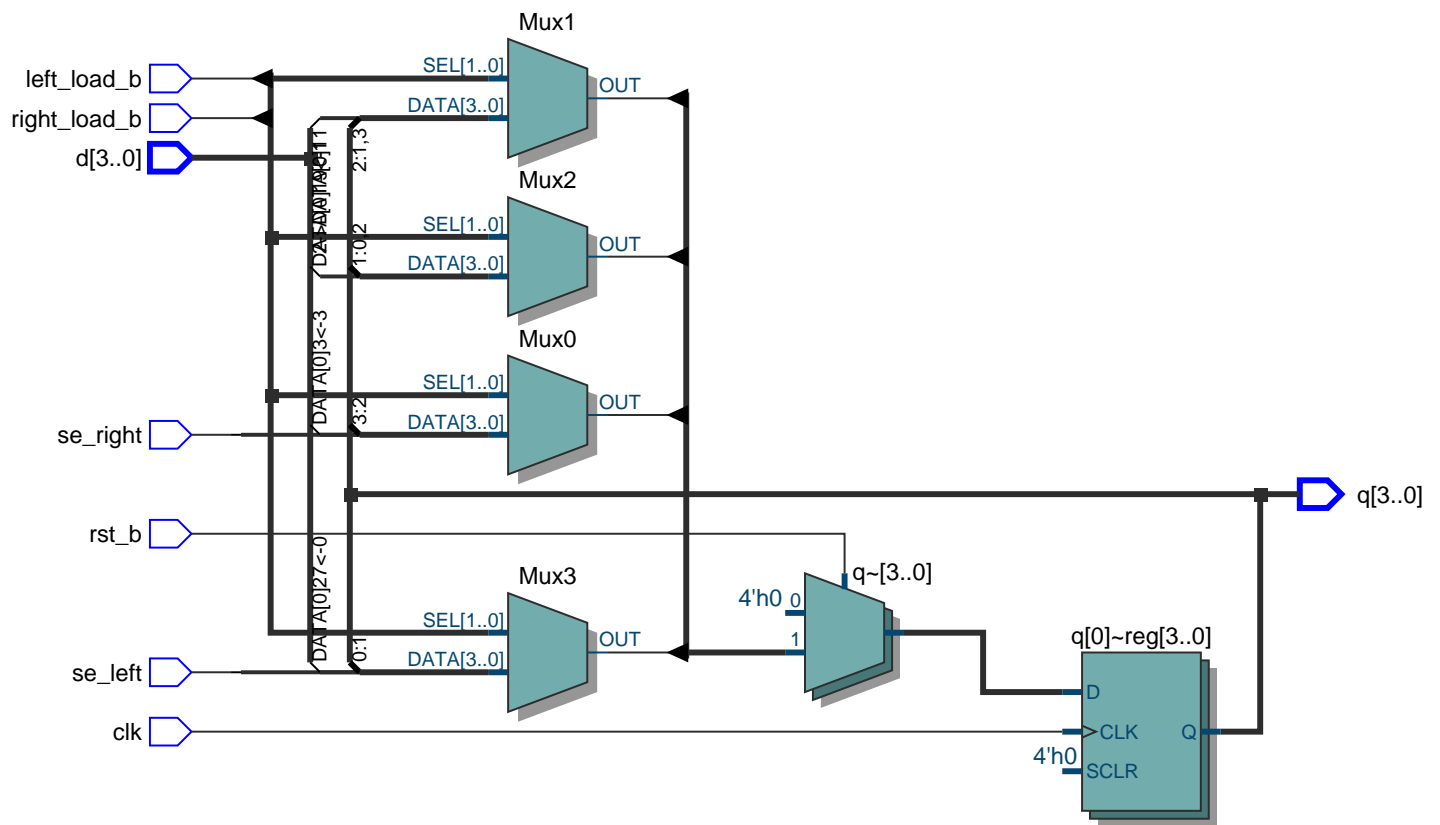 Mux1
left_load_b
SEL[1..0]
OUT
right_load_b
DATA[3..0]
d[3..0]
2:1,3
Mux2
SEL[1..0]
OUT
1:0,2
DATA[3..0]
Mux0
DATA[0]3<-3
SEL[1..0]
OUT
3:2
se_right
DATA[3..0]
q[3..0]
rst_b
Mux3
q~[3..0]
4'h0 0
DATA[0]27<-0
SEL[1..0]
OUT
1
q[0]~reg[3..0]
0:1
se_left
DATA[3..0]
D
clk
CLK
Q
4'h0
SCLR